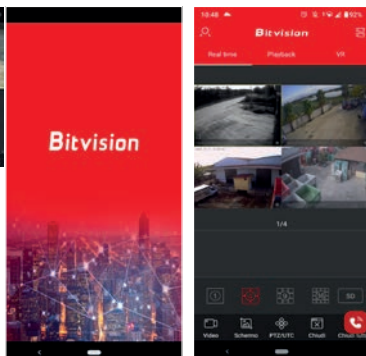 Bitvision
10:48
92%
Bitvision
Real time Playback VR
1/4
SD
Video Schermo PTZ/UTC Chiudi